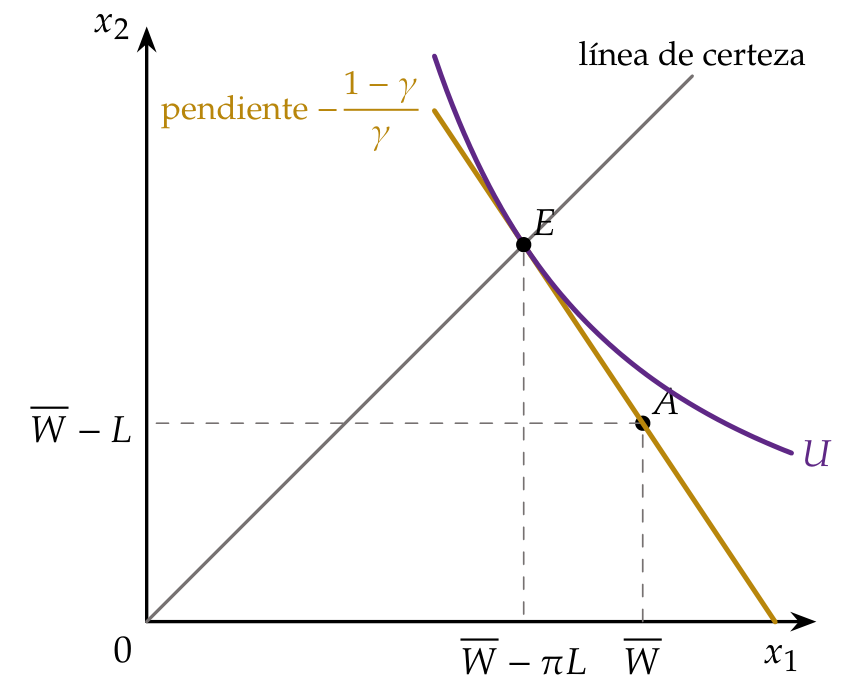 x₂
línea de certeza
pendiente −(1 − γ)/γ
E
A
W̅ − L
U
0
W̅ − πL
W̅
x₁